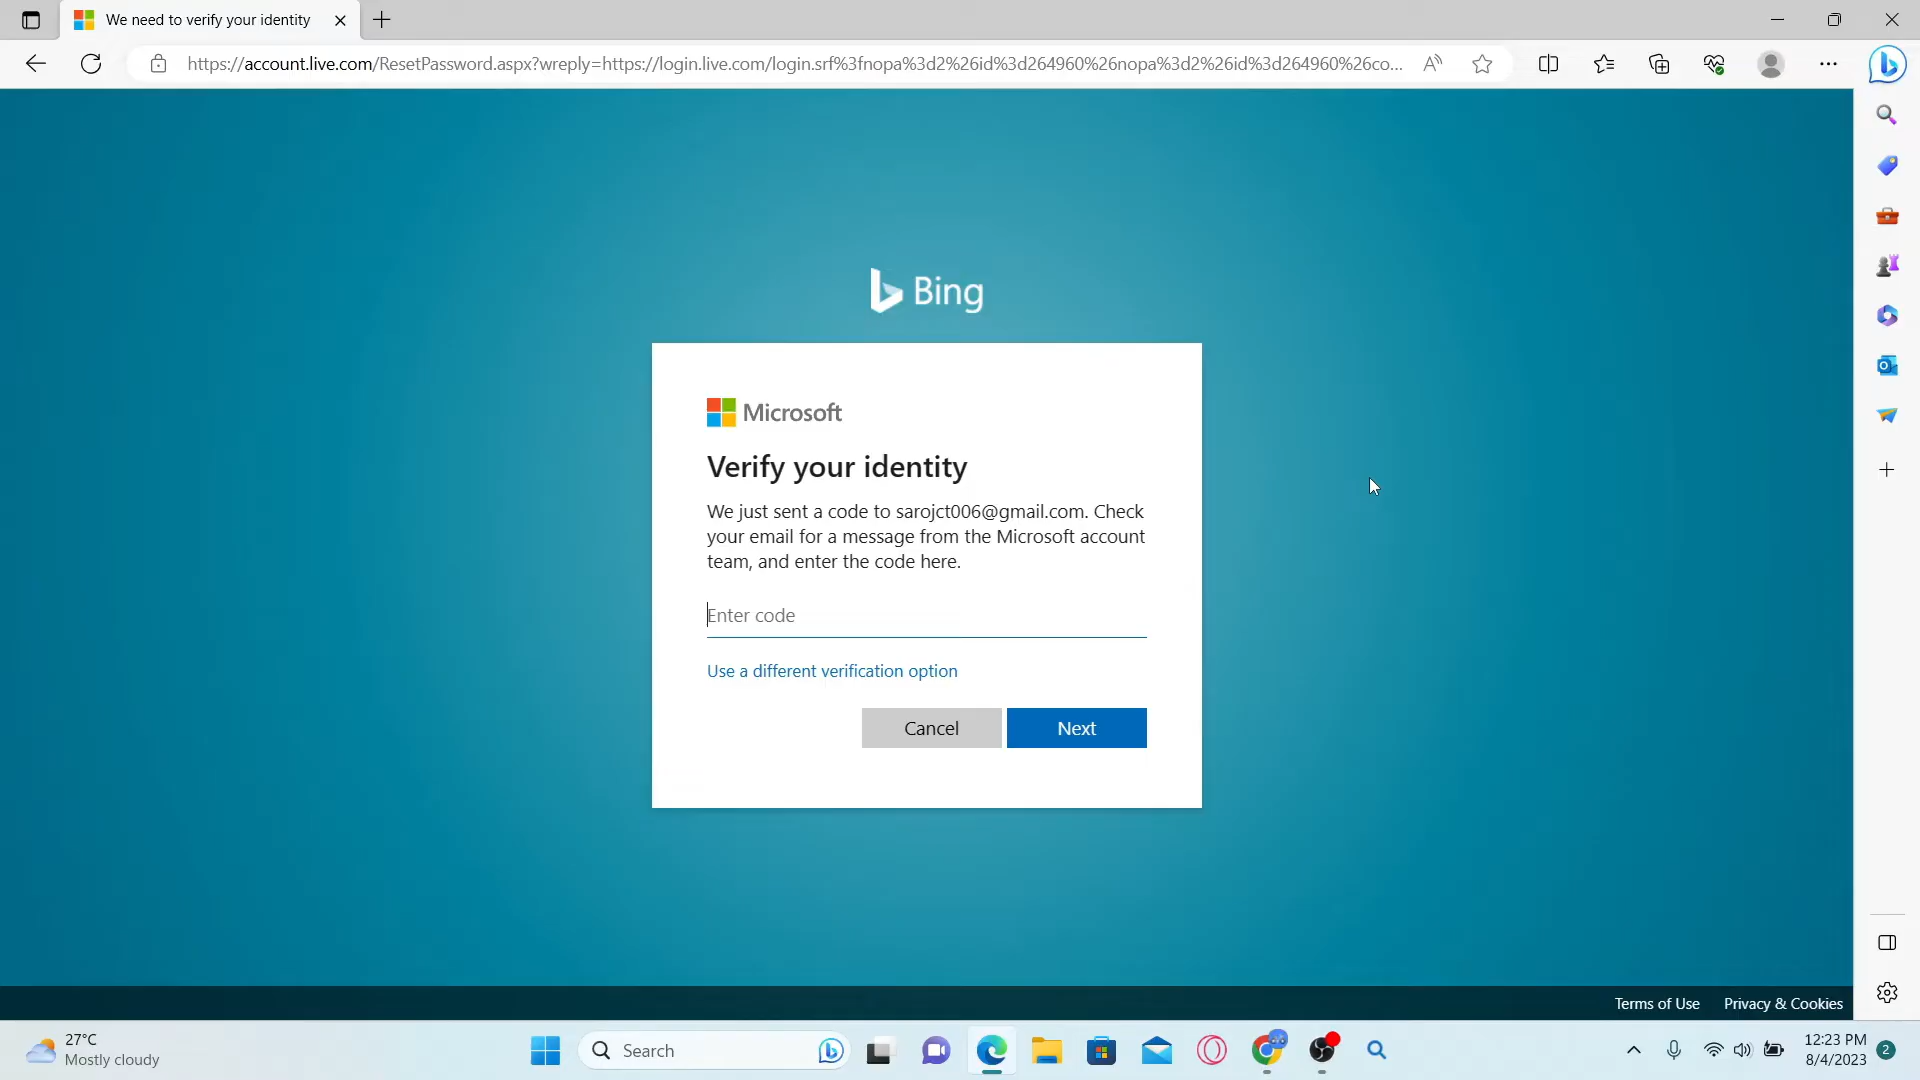 We need to verify your identity
https://account.live.com/ResetPassword.aspx?wreply=https://login.live.com/login.srf%3fnopa%3d2%26id%3d264960%26nopa%3d2%26id%3d264960%26co...
Bing
Microsoft
Verify your identity
We just sent a code to sarojct006@gmail.com. Check
your email for a message from the Microsoft account
team, and enter the code here.
Enter code
Use a different verification option
Cancel
Next
Terms of Use
Privacy & Cookies
27°C
Mostly cloudy
Search
12:23 PM
8/4/2023
2